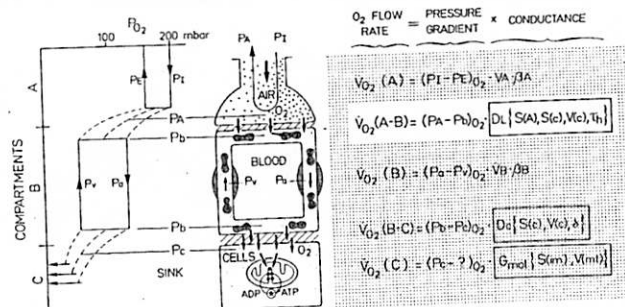 PO2
100 200 mbar
PE PI
PA
Pb
Pv Pa
Pb
Pc
SINK
COMPARTMENTS
A
B
C
PA PI
AIR
O2
BLOOD
Pv Pa
CELLS O2
ADP ATP
O2 FLOW RATE = PRESSURE GRADIENT × CONDUCTANCE
V̇O2 (A) = (PI-PE)O2 · V̇A·βA
V̇O2 (A-B) = (PA-Pb)O2 · DL{S(A), S(c), V(c), τh}
V̇O2 (B) = (Pa-Pv)O2 · V̇B·βB
V̇O2 (B-C) = (Pb-Pc)O2 · Dc{S(c), V(c),
V̇O2 (C) = (Pc-?)O2 · Gmol{S(im), V(mt)}